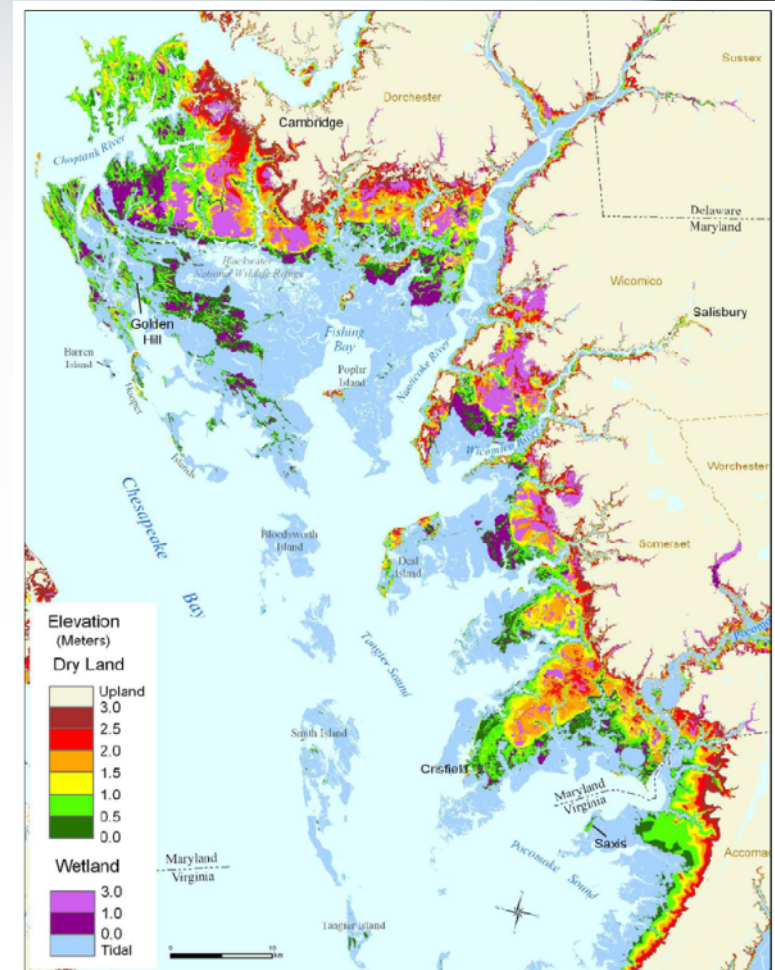 Sussex
Dorchester
Cambridge
Choptank River
Delaware
Maryland
Blackwater
National Wildlife Refuge
Wicomico
Salisbury
Golden
Hill
Fishing
Bay
Barren
Island
Poplar
Island
Nanticoke River
Hooper
Islands
Wicomico River
Worchester
Chesapeake
Bay
Bloodsworth
Island
Deal
Island
Somerset
Tangier Sound
Smith Island
Crisfield
Maryland
Virginia
Saxis
Pocomoke Sound
Accomac
Maryland
Virginia
Tangier Island
0
10
km
Elevation
(Meters)
Dry Land
Upland
3.0
2.5
2.0
1.5
1.0
0.5
0.0
Wetland
3.0
1.0
0.0
Tidal